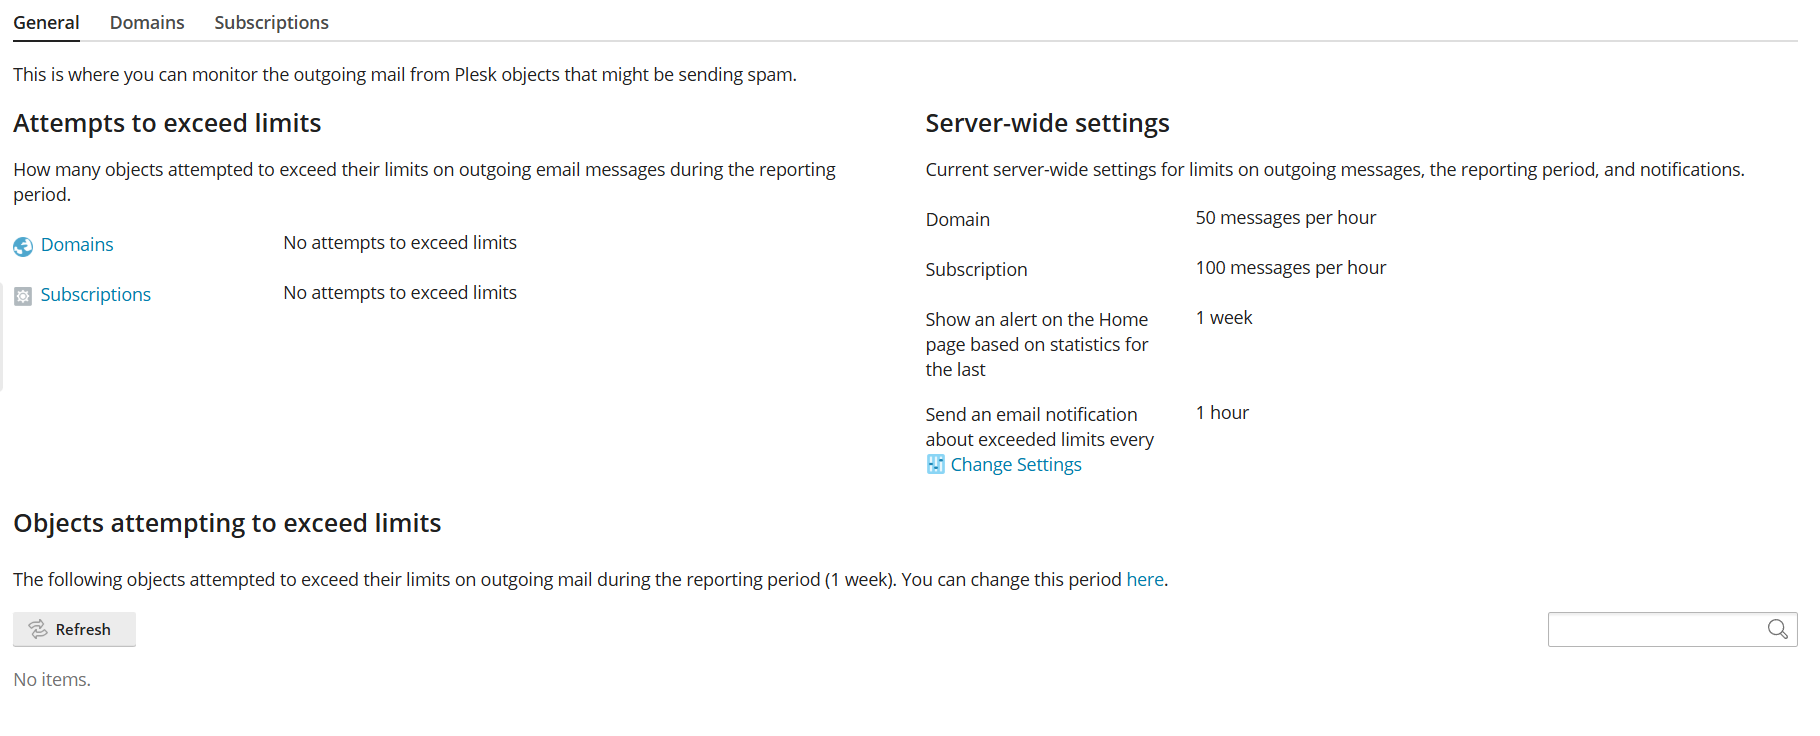 General Domains Subscriptions
This is where you can monitor the outgoing mail from Plesk objects that might be sending spam.
Attempts to exceed limits
How many objects attempted to exceed their limits on outgoing email messages during the reporting
period.
Domains No attempts to exceed limits
Subscriptions No attempts to exceed limits
Server-wide settings
Current server-wide settings for limits on outgoing messages, the reporting period, and notifications.
Domain 50 messages per hour
Subscription 100 messages per hour
Show an alert on the Home 1 week
page based on statistics for
the last
Send an email notification 1 hour
about exceeded limits every
Change Settings
Objects attempting to exceed limits
The following objects attempted to exceed their limits on outgoing mail during the reporting period (1 week). You can change this period here.
Refresh
No items.